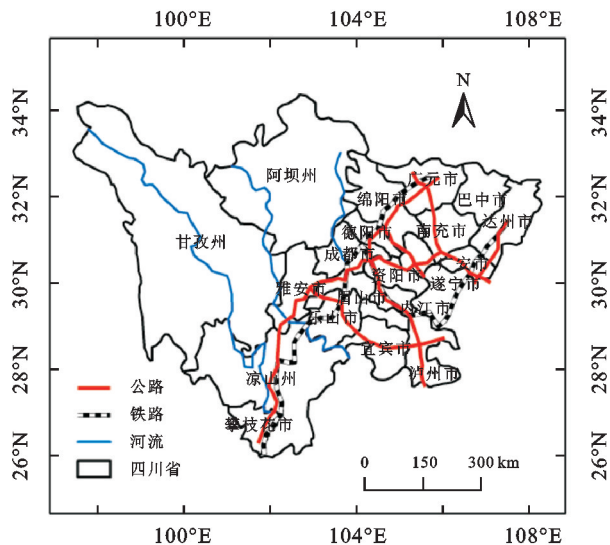 100°E 104°E 108°E
N
34°N 34°N
32°N 32°N
30°N 30°N
28°N 28°N
26°N 26°N
阿坝州
广元市
绵阳市
巴中市
达州市
德阳市
南充市
甘孜州
成都市
安市
资阳市
遂宁市
雅安市
眉山市
内江市
乐山市
宜宾市
凉山州
泸州市
攀枝花市
公路
铁路
河流
四川省
0 150 300 km
100°E 104°E 108°E